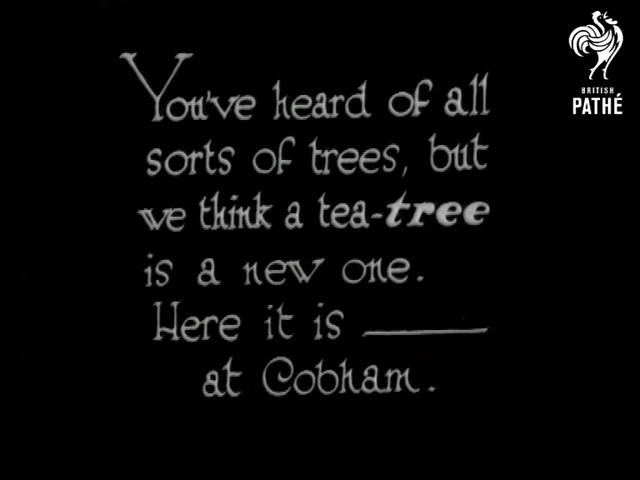 You've heard of all
sorts of trees, but
we think a tea-tree
is a new one.
Here it is ——
at Cobham.
BRITISH
PATHÉ